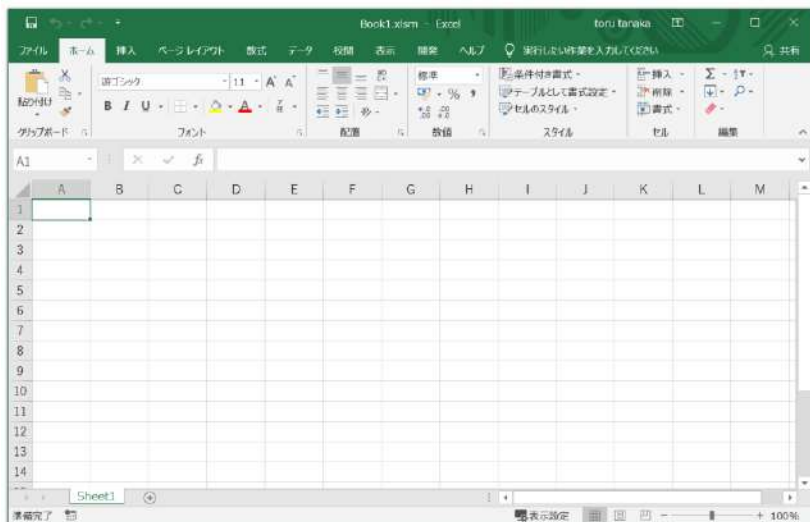 Book1.xlsm - Excel
toru tanaka
ファイル ホーム 挿入 ページレイアウト 数式 データ 校閲 表示 開発 ヘルプ 実行したい作業を入力してください 共有
貼り付け
游ゴシック 11 A A
B I U A
標準
% ,
条件付き書式
テーブルとして書式設定
セルのスタイル
挿入
削除
書式
Σ
クリップボード フォント 配置 数値 スタイル セル 編集
A1 fx
A B C D E F G H I J K L M
1
2
3
4
5
6
7
8
9
10
11
12
13
14
Sheet1
準備完了 表示設定 - + 100%